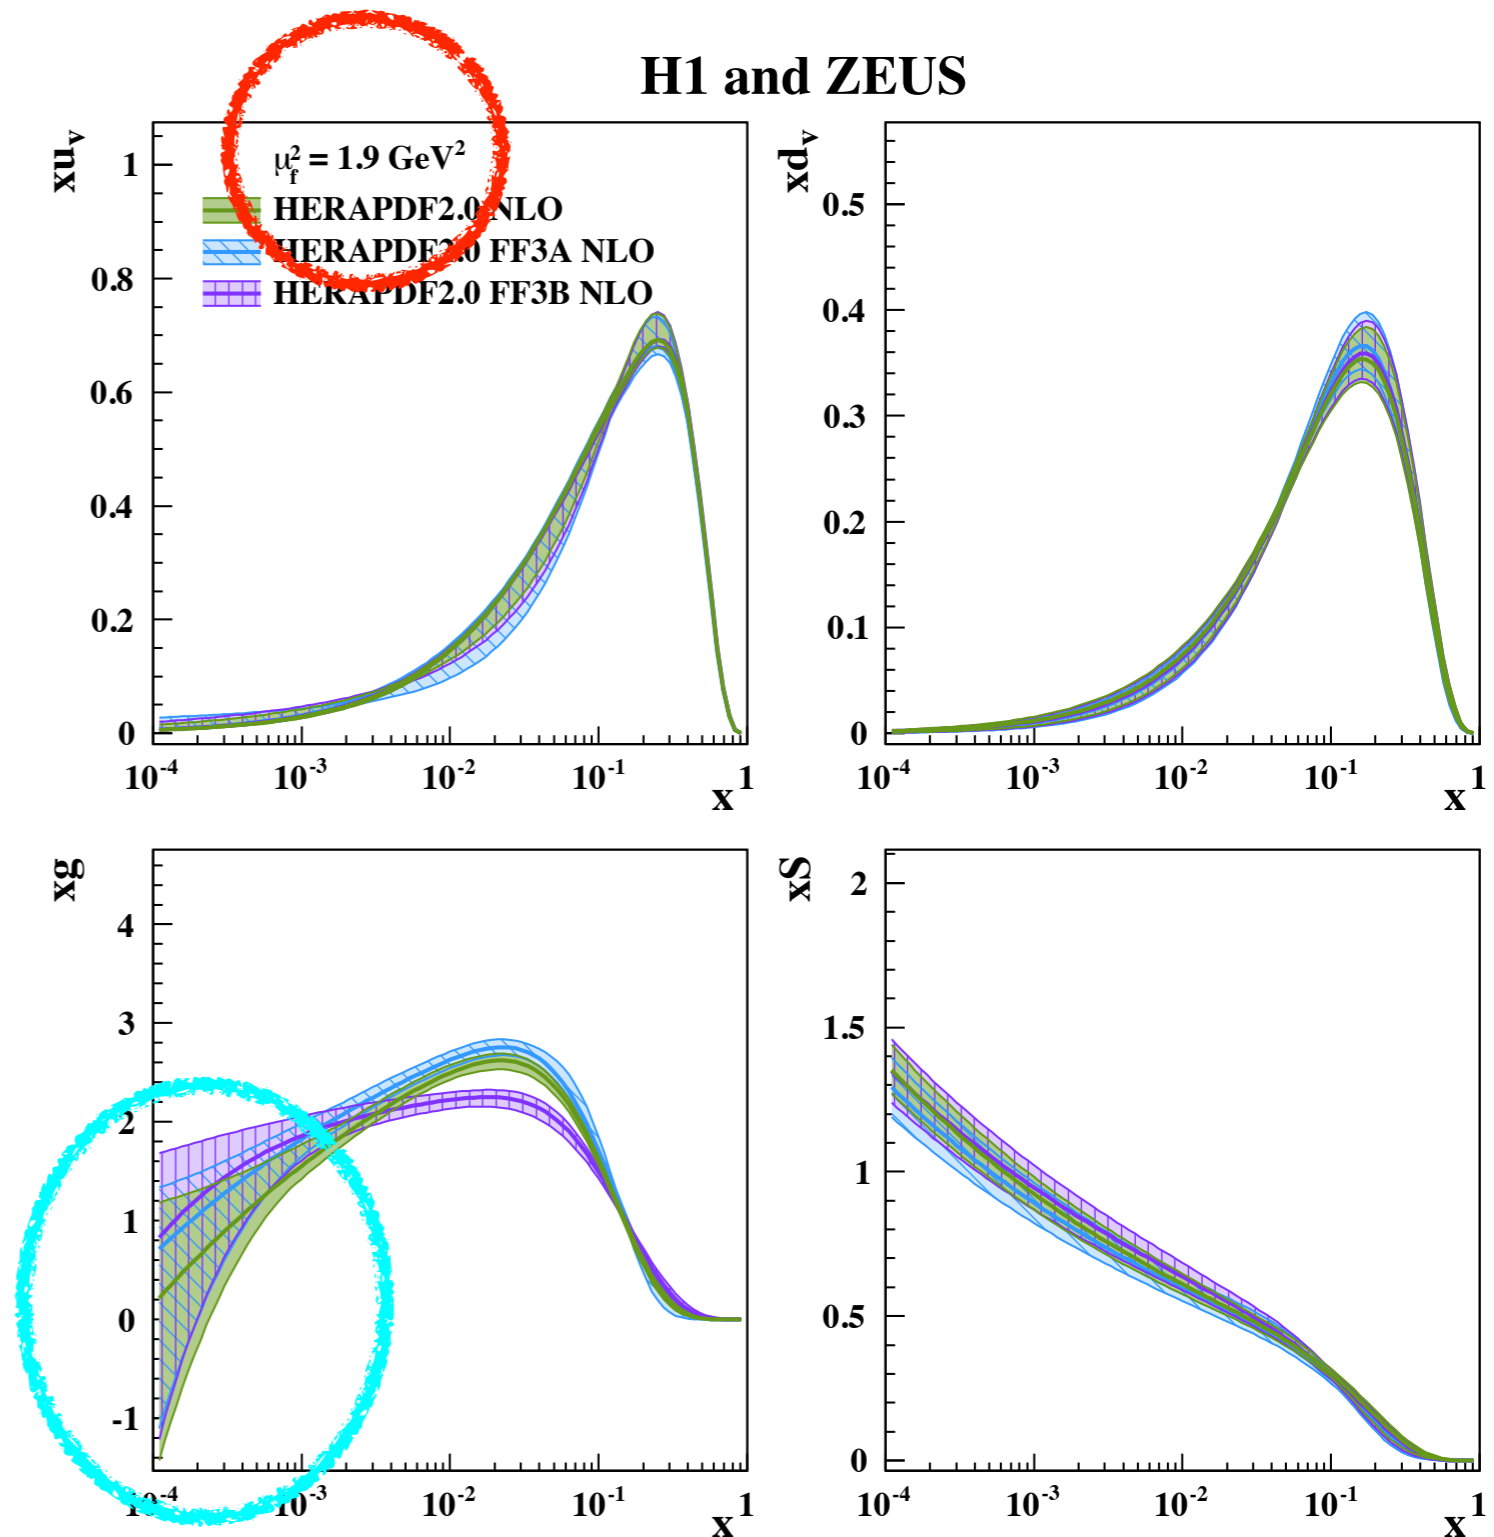 H1 and ZEUS
xu_v
1
0.8
0.6
0.4
0.2
0
μ_f² = 1.9 GeV²
HERAPDF2.0 NLO
HERAPDF2.0 FF3A NLO
HERAPDF2.0 FF3B NLO
10⁻⁴ 10⁻³ 10⁻² 10⁻¹ 1
x
xd_v
0.5
0.4
0.3
0.2
0.1
0
10⁻⁴ 10⁻³ 10⁻² 10⁻¹ 1
x
xg
4
3
2
1
0
-1
10⁻⁴ 10⁻³ 10⁻² 10⁻¹ 1
x
xS
2
1.5
1
0.5
0
10⁻⁴ 10⁻³ 10⁻² 10⁻¹ 1
x